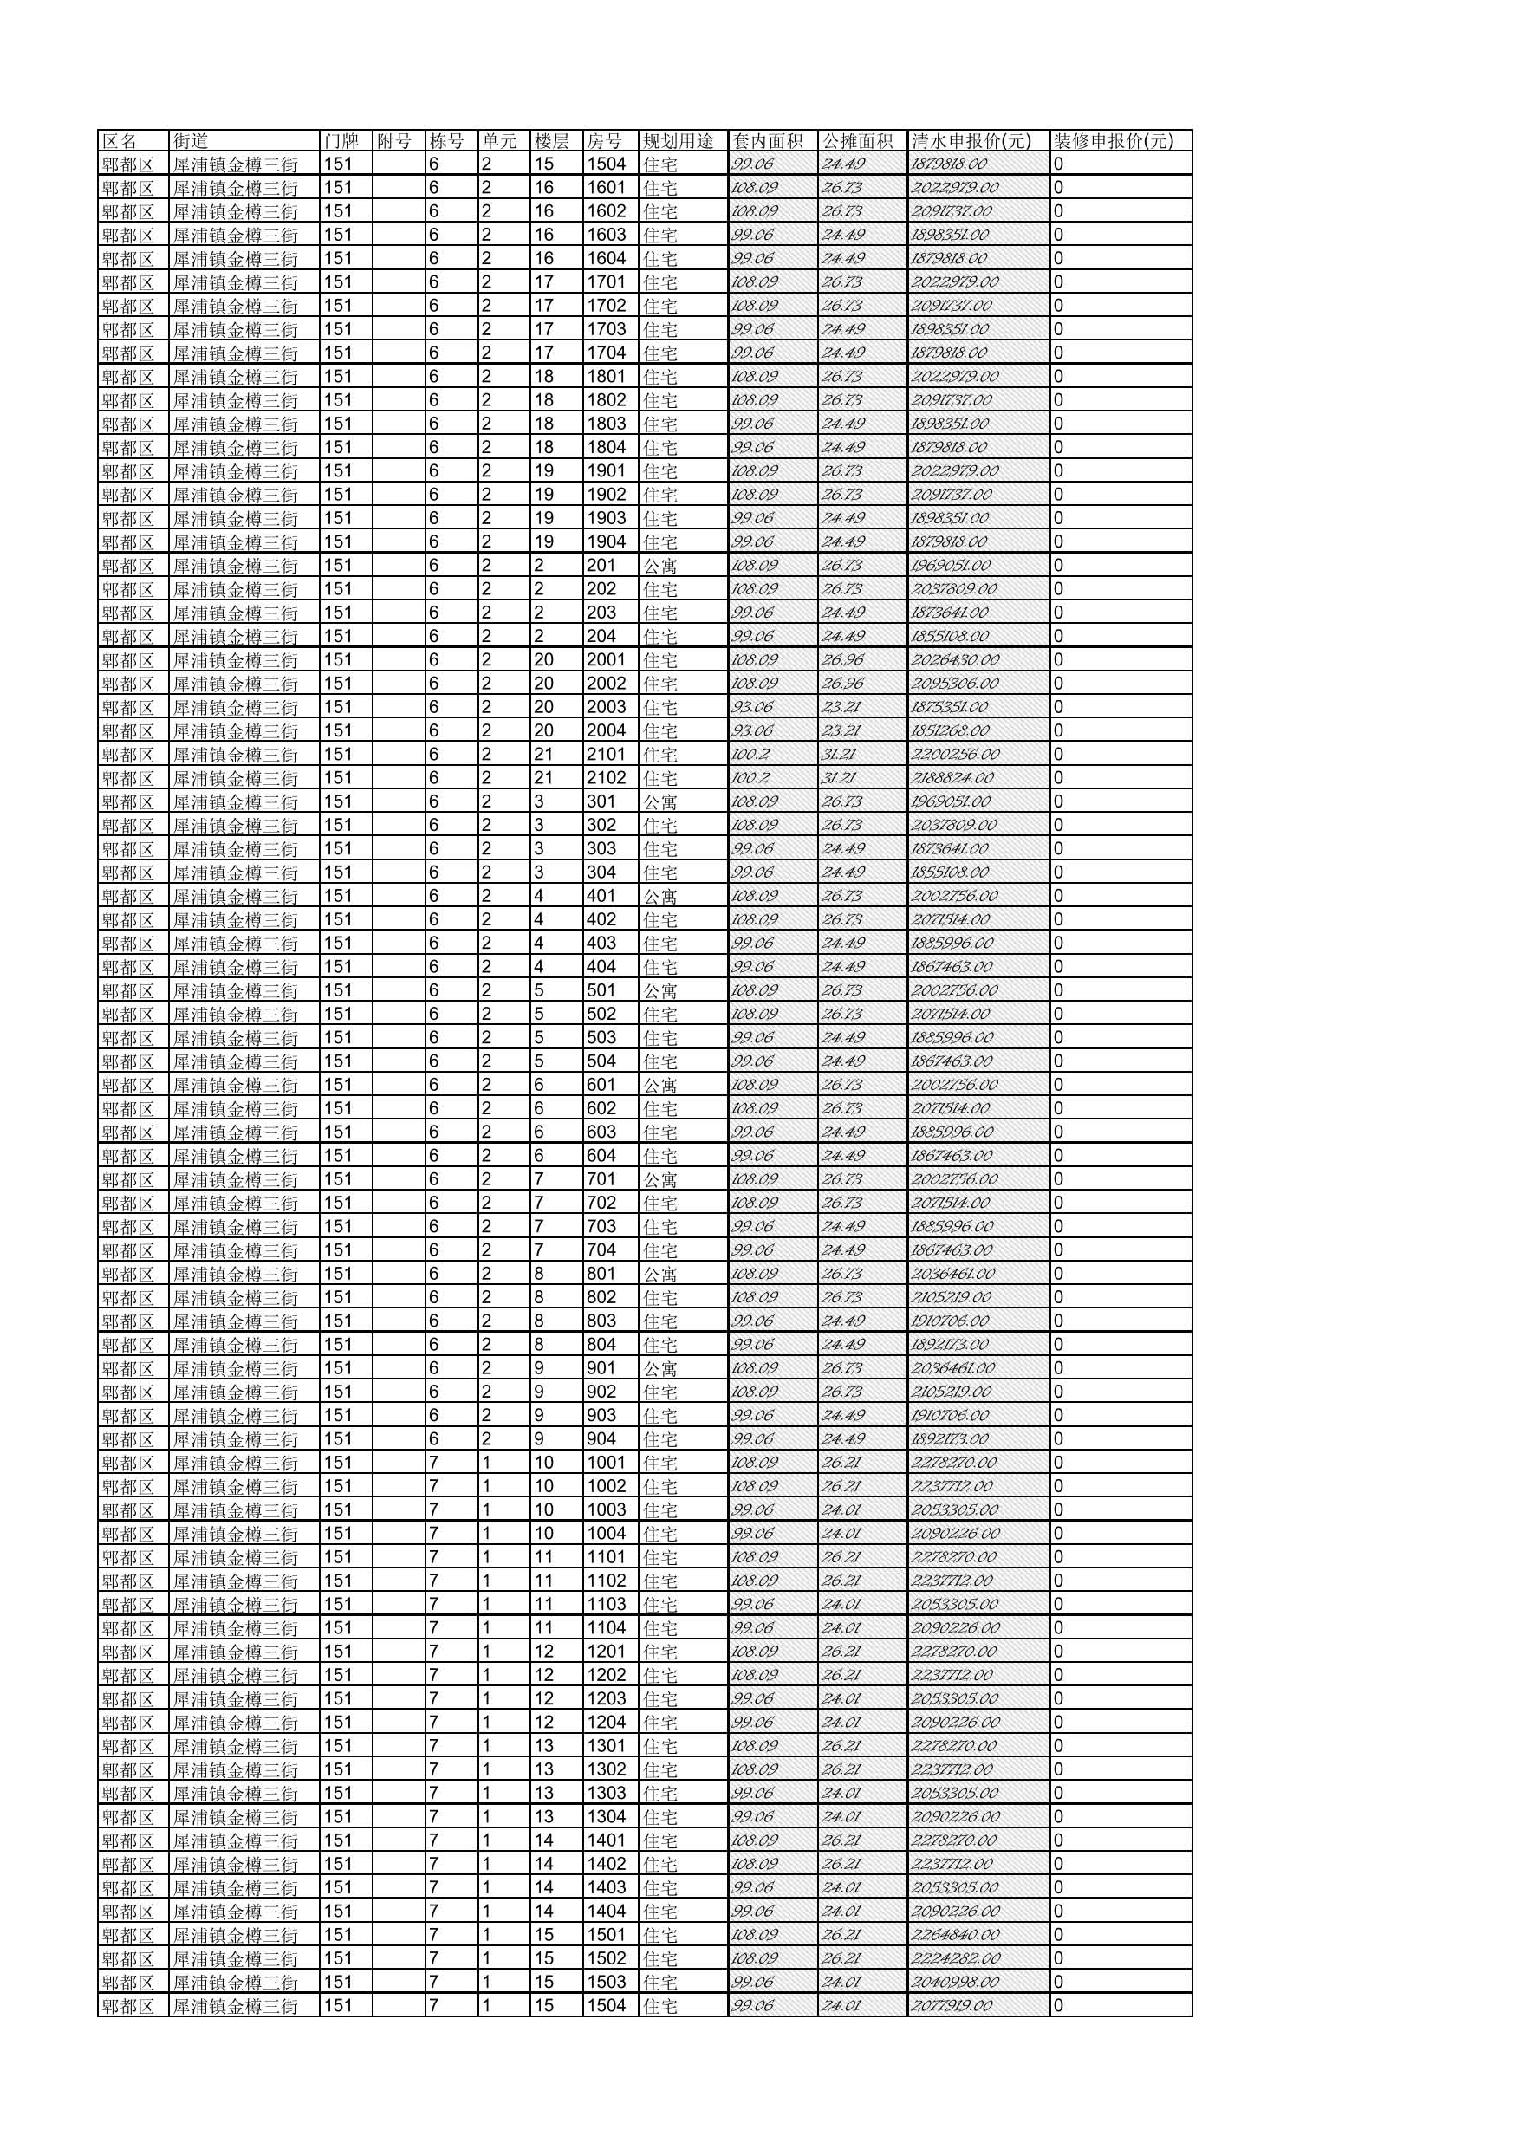 区名 街道 门牌 附号 栋号 单元 楼层 房号 规划用途 套内面积 公摊面积 清水申报价(元) 装修申报价(元)
郫都区 犀浦镇金樽三街 151 6 2 15 1504 住宅 99.06 24.49 1879818.00 0
郫都区 犀浦镇金樽三街 151 6 2 16 1601 住宅 108.09 26.73 2022979.00 0
郫都区 犀浦镇金樽三街 151 6 2 16 1602 住宅 108.09 26.73 2091737.00 0
郫都区 犀浦镇金樽三街 151 6 2 16 1603 住宅 99.06 24.49 1898351.00 0
郫都区 犀浦镇金樽三街 151 6 2 16 1604 住宅 99.06 24.49 1879818.00 0
郫都区 犀浦镇金樽三街 151 6 2 17 1701 住宅 108.09 26.73 2022979.00 0
郫都区 犀浦镇金樽三街 151 6 2 17 1702 住宅 108.09 26.73 2091737.00 0
郫都区 犀浦镇金樽三街 151 6 2 17 1703 住宅 99.06 24.49 1898351.00 0
郫都区 犀浦镇金樽三街 151 6 2 17 1704 住宅 99.06 24.49 1879818.00 0
郫都区 犀浦镇金樽三街 151 6 2 18 1801 住宅 108.09 26.73 2022979.00 0
郫都区 犀浦镇金樽三街 151 6 2 18 1802 住宅 108.09 26.73 2091737.00 0
郫都区 犀浦镇金樽三街 151 6 2 18 1803 住宅 99.06 24.49 1898351.00 0
郫都区 犀浦镇金樽三街 151 6 2 18 1804 住宅 99.06 24.49 1879818.00 0
郫都区 犀浦镇金樽三街 151 6 2 19 1901 住宅 108.09 26.73 2022979.00 0
郫都区 犀浦镇金樽三街 151 6 2 19 1902 住宅 108.09 26.73 2091737.00 0
郫都区 犀浦镇金樽三街 151 6 2 19 1903 住宅 99.06 24.49 1898351.00 0
郫都区 犀浦镇金樽三街 151 6 2 19 1904 住宅 99.06 24.49 1879818.00 0
郫都区 犀浦镇金樽三街 151 6 2 2 201 公寓 108.09 26.73 1969051.00 0
郫都区 犀浦镇金樽三街 151 6 2 2 202 住宅 108.09 26.73 2037809.00 0
郫都区 犀浦镇金樽三街 151 6 2 2 203 住宅 99.06 24.49 1873641.00 0
郫都区 犀浦镇金樽三街 151 6 2 2 204 住宅 99.06 24.49 1855108.00 0
郫都区 犀浦镇金樽三街 151 6 2 20 2001 住宅 108.09 26.96 2026430.00 0
郫都区 犀浦镇金樽三街 151 6 2 20 2002 住宅 108.09 26.96 2095306.00 0
郫都区 犀浦镇金樽三街 151 6 2 20 2003 住宅 93.06 23.21 1875351.00 0
郫都区 犀浦镇金樽三街 151 6 2 20 2004 住宅 93.06 23.21 1851268.00 0
郫都区 犀浦镇金樽三街 151 6 2 21 2101 住宅 100.2 31.21 2200256.00 0
郫都区 犀浦镇金樽三街 151 6 2 21 2102 住宅 100.2 31.21 2188824.00 0
郫都区 犀浦镇金樽三街 151 6 2 3 301 公寓 108.09 26.73 1969051.00 0
郫都区 犀浦镇金樽三街 151 6 2 3 302 住宅 108.09 26.73 2037809.00 0
郫都区 犀浦镇金樽三街 151 6 2 3 303 住宅 99.06 24.49 1873641.00 0
郫都区 犀浦镇金樽三街 151 6 2 3 304 住宅 99.06 24.49 1855108.00 0
郫都区 犀浦镇金樽三街 151 6 2 4 401 公寓 108.09 26.73 2002756.00 0
郫都区 犀浦镇金樽三街 151 6 2 4 402 住宅 108.09 26.73 2071514.00 0
郫都区 犀浦镇金樽三街 151 6 2 4 403 住宅 99.06 24.49 1885996.00 0
郫都区 犀浦镇金樽三街 151 6 2 4 404 住宅 99.06 24.49 1867463.00 0
郫都区 犀浦镇金樽三街 151 6 2 5 501 公寓 108.09 26.73 2002756.00 0
郫都区 犀浦镇金樽三街 151 6 2 5 502 住宅 108.09 26.73 2071514.00 0
郫都区 犀浦镇金樽三街 151 6 2 5 503 住宅 99.06 24.49 1885996.00 0
郫都区 犀浦镇金樽三街 151 6 2 5 504 住宅 99.06 24.49 1867463.00 0
郫都区 犀浦镇金樽三街 151 6 2 6 601 公寓 108.09 26.73 2002756.00 0
郫都区 犀浦镇金樽三街 151 6 2 6 602 住宅 108.09 26.73 2071514.00 0
郫都区 犀浦镇金樽三街 151 6 2 6 603 住宅 99.06 24.49 1885996.00 0
郫都区 犀浦镇金樽三街 151 6 2 6 604 住宅 99.06 24.49 1867463.00 0
郫都区 犀浦镇金樽三街 151 6 2 7 701 公寓 108.09 26.73 2002756.00 0
郫都区 犀浦镇金樽三街 151 6 2 7 702 住宅 108.09 26.73 2071514.00 0
郫都区 犀浦镇金樽三街 151 6 2 7 703 住宅 99.06 24.49 1885996.00 0
郫都区 犀浦镇金樽三街 151 6 2 7 704 住宅 99.06 24.49 1867463.00 0
郫都区 犀浦镇金樽三街 151 6 2 8 801 公寓 108.09 26.73 2036461.00 0
郫都区 犀浦镇金樽三街 151 6 2 8 802 住宅 108.09 26.73 2105219.00 0
郫都区 犀浦镇金樽三街 151 6 2 8 803 住宅 99.06 24.49 1910706.00 0
郫都区 犀浦镇金樽三街 151 6 2 8 804 住宅 99.06 24.49 1892173.00 0
郫都区 犀浦镇金樽三街 151 6 2 9 901 公寓 108.09 26.73 2036461.00 0
郫都区 犀浦镇金樽三街 151 6 2 9 902 住宅 108.09 26.73 2105219.00 0
郫都区 犀浦镇金樽三街 151 6 2 9 903 住宅 99.06 24.49 1910706.00 0
郫都区 犀浦镇金樽三街 151 6 2 9 904 住宅 99.06 24.49 1892173.00 0
郫都区 犀浦镇金樽三街 151 7 1 10 1001 住宅 108.09 26.21 2278270.00 0
郫都区 犀浦镇金樽三街 151 7 1 10 1002 住宅 108.09 26.21 2237712.00 0
郫都区 犀浦镇金樽三街 151 7 1 10 1003 住宅 99.06 24.01 2053305.00 0
郫都区 犀浦镇金樽三街 151 7 1 10 1004 住宅 99.06 24.01 2090226.00 0
郫都区 犀浦镇金樽三街 151 7 1 11 1101 住宅 108.09 26.21 2278270.00 0
郫都区 犀浦镇金樽三街 151 7 1 11 1102 住宅 108.09 26.21 2237712.00 0
郫都区 犀浦镇金樽三街 151 7 1 11 1103 住宅 99.06 24.01 2053305.00 0
郫都区 犀浦镇金樽三街 151 7 1 11 1104 住宅 99.06 24.01 2090226.00 0
郫都区 犀浦镇金樽三街 151 7 1 12 1201 住宅 108.09 26.21 2278270.00 0
郫都区 犀浦镇金樽三街 151 7 1 12 1202 住宅 108.09 26.21 2237712.00 0
郫都区 犀浦镇金樽三街 151 7 1 12 1203 住宅 99.06 24.01 2053305.00 0
郫都区 犀浦镇金樽三街 151 7 1 12 1204 住宅 99.06 24.01 2090226.00 0
郫都区 犀浦镇金樽三街 151 7 1 13 1301 住宅 108.09 26.21 2278270.00 0
郫都区 犀浦镇金樽三街 151 7 1 13 1302 住宅 108.09 26.21 2237712.00 0
郫都区 犀浦镇金樽三街 151 7 1 13 1303 住宅 99.06 24.01 2053305.00 0
郫都区 犀浦镇金樽三街 151 7 1 13 1304 住宅 99.06 24.01 2090226.00 0
郫都区 犀浦镇金樽三街 151 7 1 14 1401 住宅 108.09 26.21 2278270.00 0
郫都区 犀浦镇金樽三街 151 7 1 14 1402 住宅 108.09 26.21 2237712.00 0
郫都区 犀浦镇金樽三街 151 7 1 14 1403 住宅 99.06 24.01 2053305.00 0
郫都区 犀浦镇金樽三街 151 7 1 14 1404 住宅 99.06 24.01 2090226.00 0
郫都区 犀浦镇金樽三街 151 7 1 15 1501 住宅 108.09 26.21 2264840.00 0
郫都区 犀浦镇金樽三街 151 7 1 15 1502 住宅 108.09 26.21 2224282.00 0
郫都区 犀浦镇金樽三街 151 7 1 15 1503 住宅 99.06 24.01 2040998.00 0
郫都区 犀浦镇金樽三街 151 7 1 15 1504 住宅 99.06 24.01 2077919.00 0